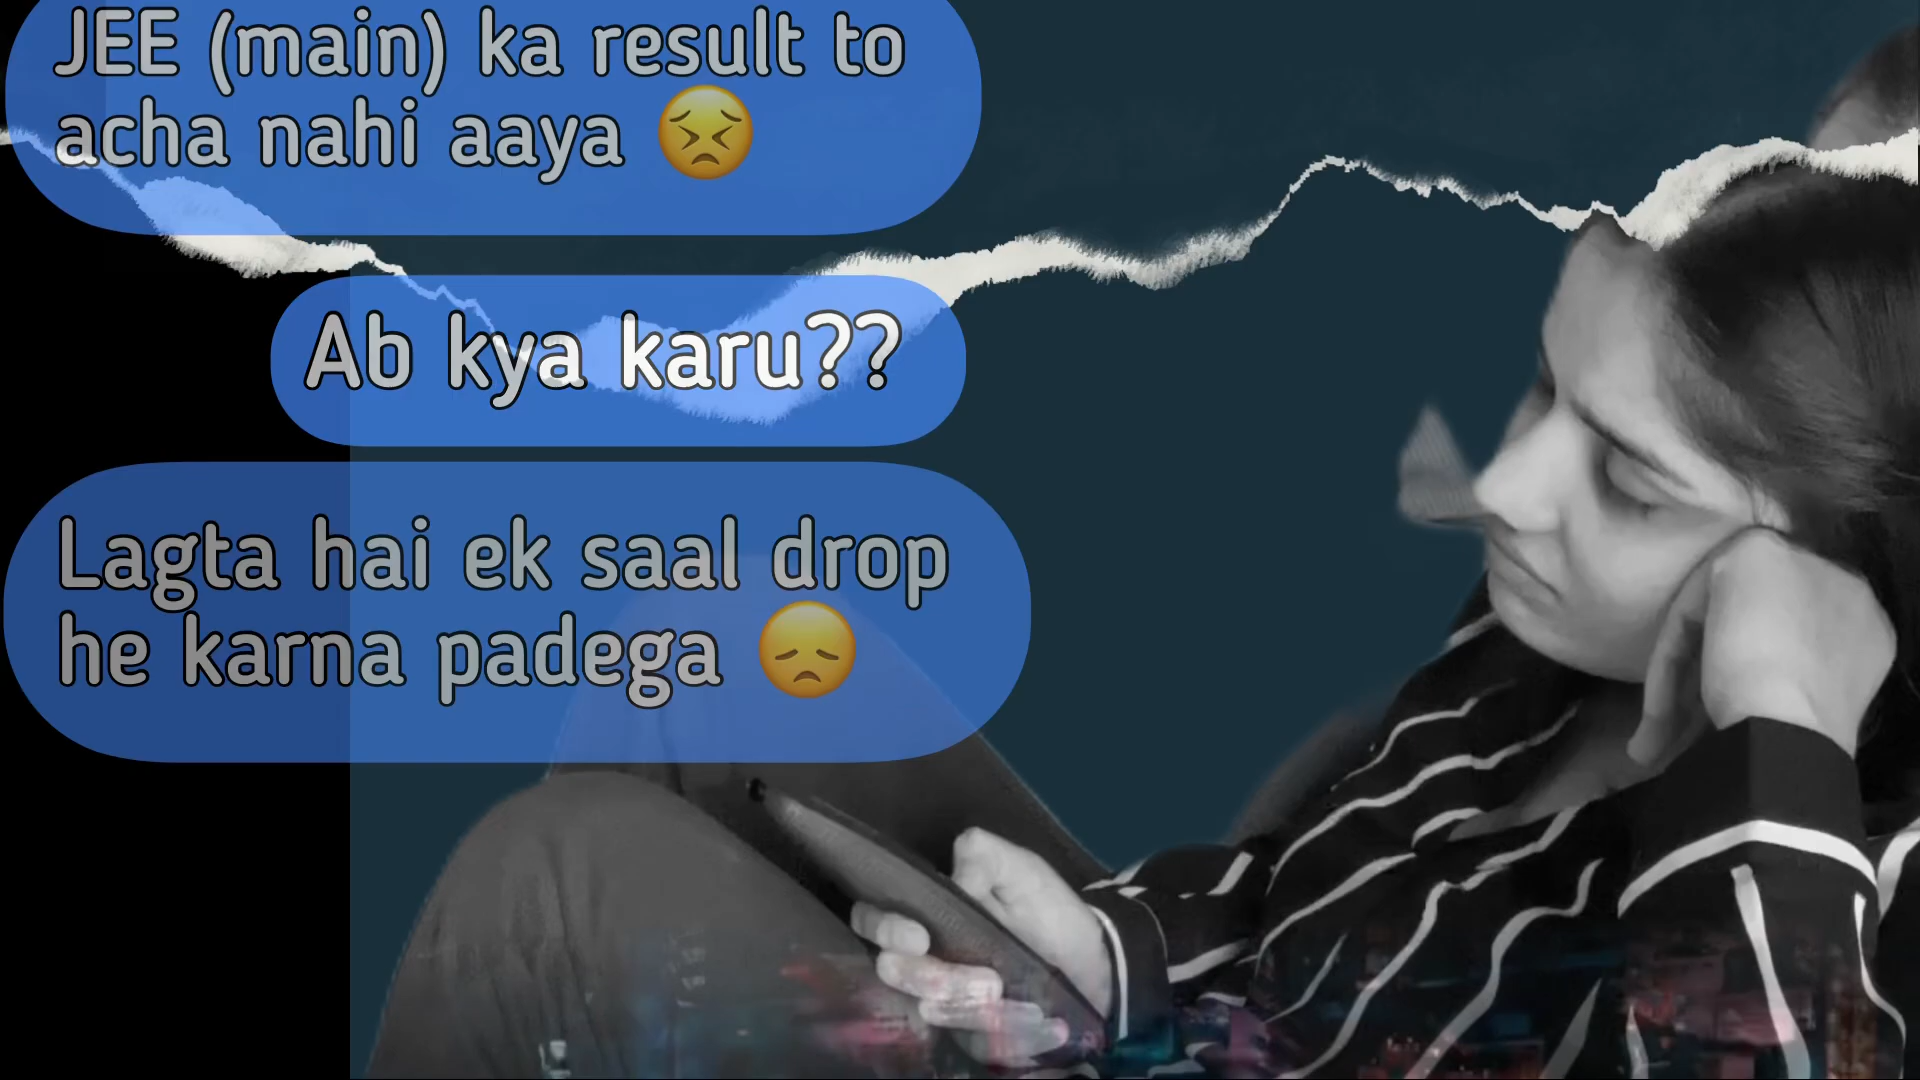 JEE (main) ka result to
acha nahi aaya 😣
Ab kya karu??
Lagta hai ek saal drop
he karna padega 😞